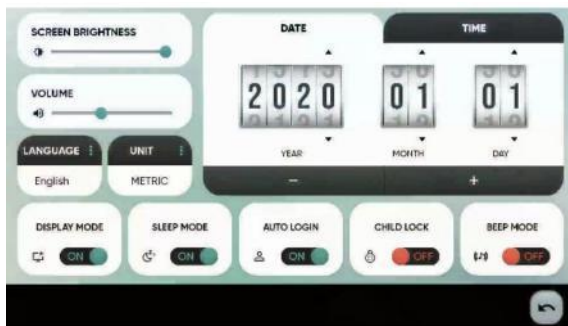 SCREEN BRIGHTNESS
DATE
TIME
VOLUME
2020
01
01
YEAR
MONTH
DAY
LANGUAGE
UNIT
English
METRIC
−
+
DISPLAY MODE
SLEEP MODE
AUTO LOGIN
CHILD LOCK
BEEP MODE
ON
ON
ON
OFF
OFF